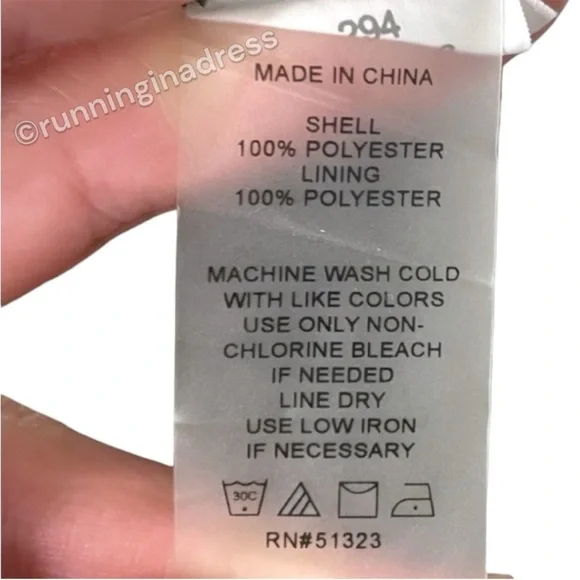 294
©runninginadress
MADE IN CHINA
SHELL
100% POLYESTER
LINING
100% POLYESTER
MACHINE WASH COLD
WITH LIKE COLORS
USE ONLY NON-
CHLORINE BLEACH
IF NEEDED
LINE DRY
USE LOW IRON
IF NECESSARY
30C
RN#51323